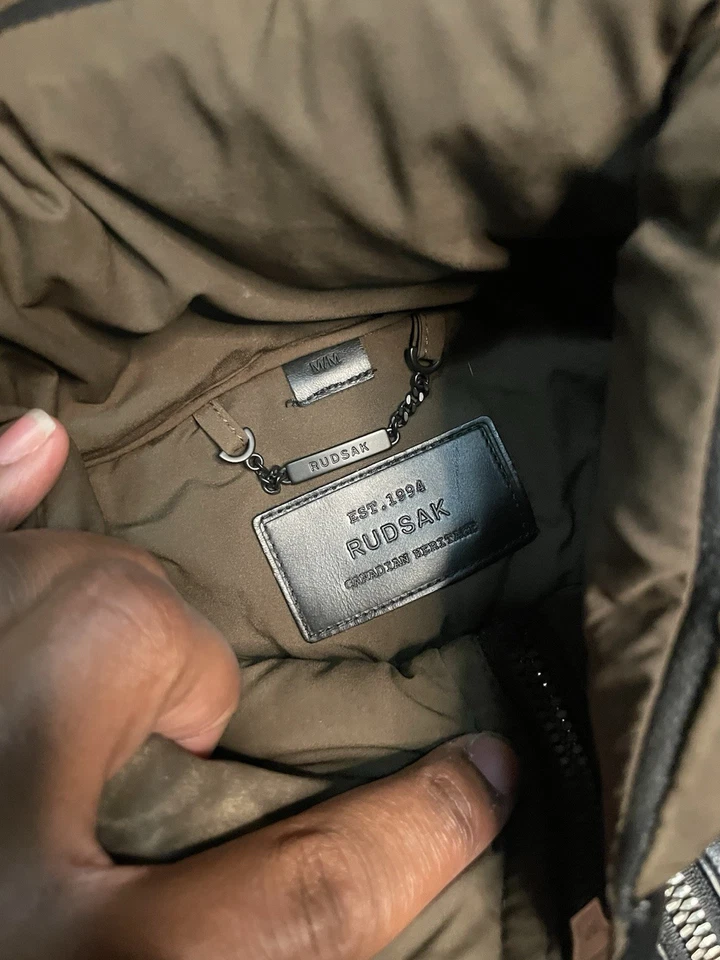 M/M
RUDSAK
EST.1994
RUDSAK
CANADIAN HERITAGE